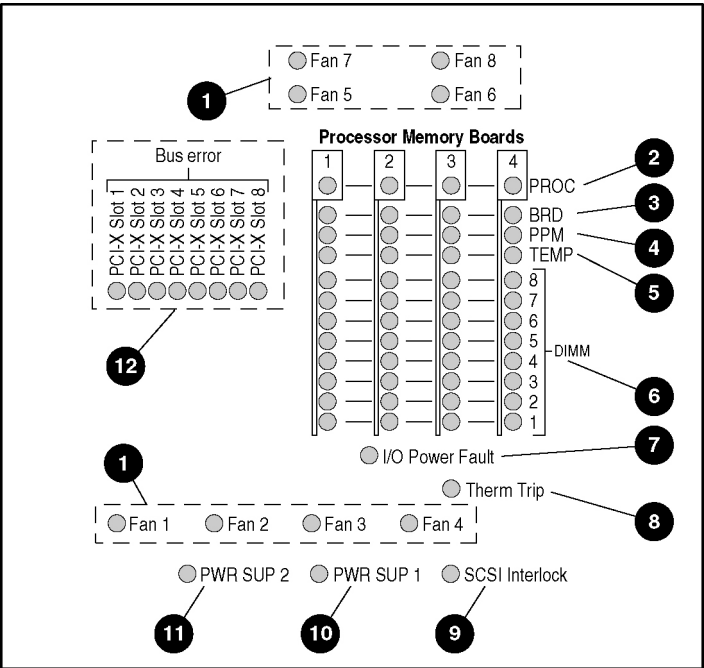 Fan 7 Fan 8
1
Fan 5 Fan 6
Processor Memory Boards
1 2 3 4
Bus error
PCI-X Slot 1
PCI-X Slot 2
PCI-X Slot 3
PCI-X Slot 4
PCI-X Slot 5
PCI-X Slot 6
PCI-X Slot 7
PCI-X Slot 8
12
PROC 2
BRD 3
PPM 4
TEMP 5
8
7
6
5
4
3
2
1
DIMM 6
I/O Power Fault 7
Therm Trip 8
1
Fan 1 Fan 2 Fan 3 Fan 4
PWR SUP 2 PWR SUP 1 SCSI Interlock
11 10 9